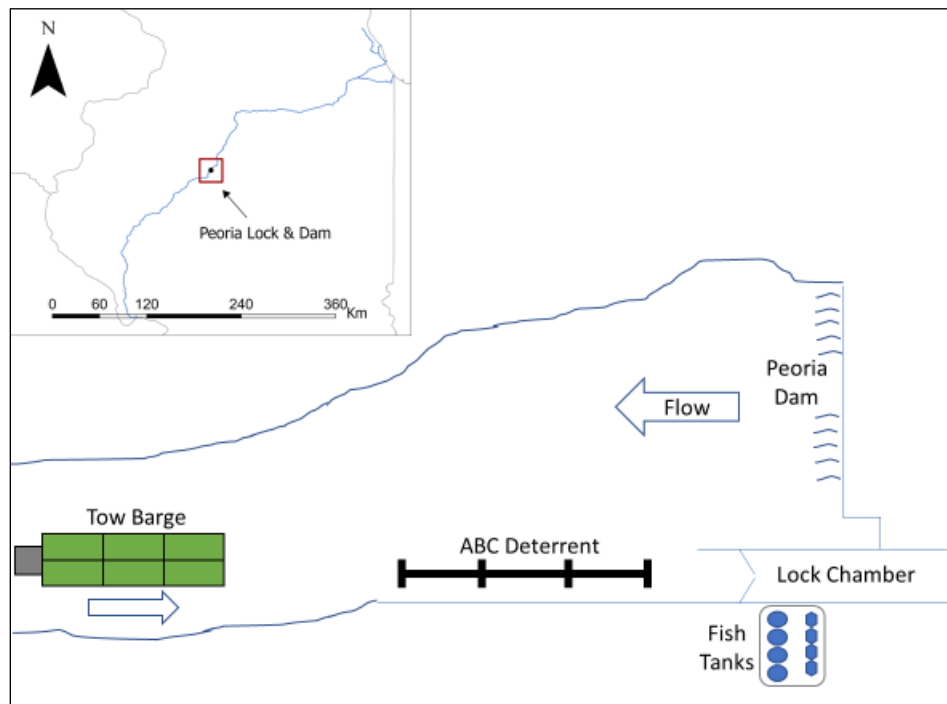 N
Peoria Lock & Dam
0 60 120 240 360 Km
Peoria
Dam
Flow
Tow Barge
ABC Deterrent
Lock Chamber
Fish
Tanks